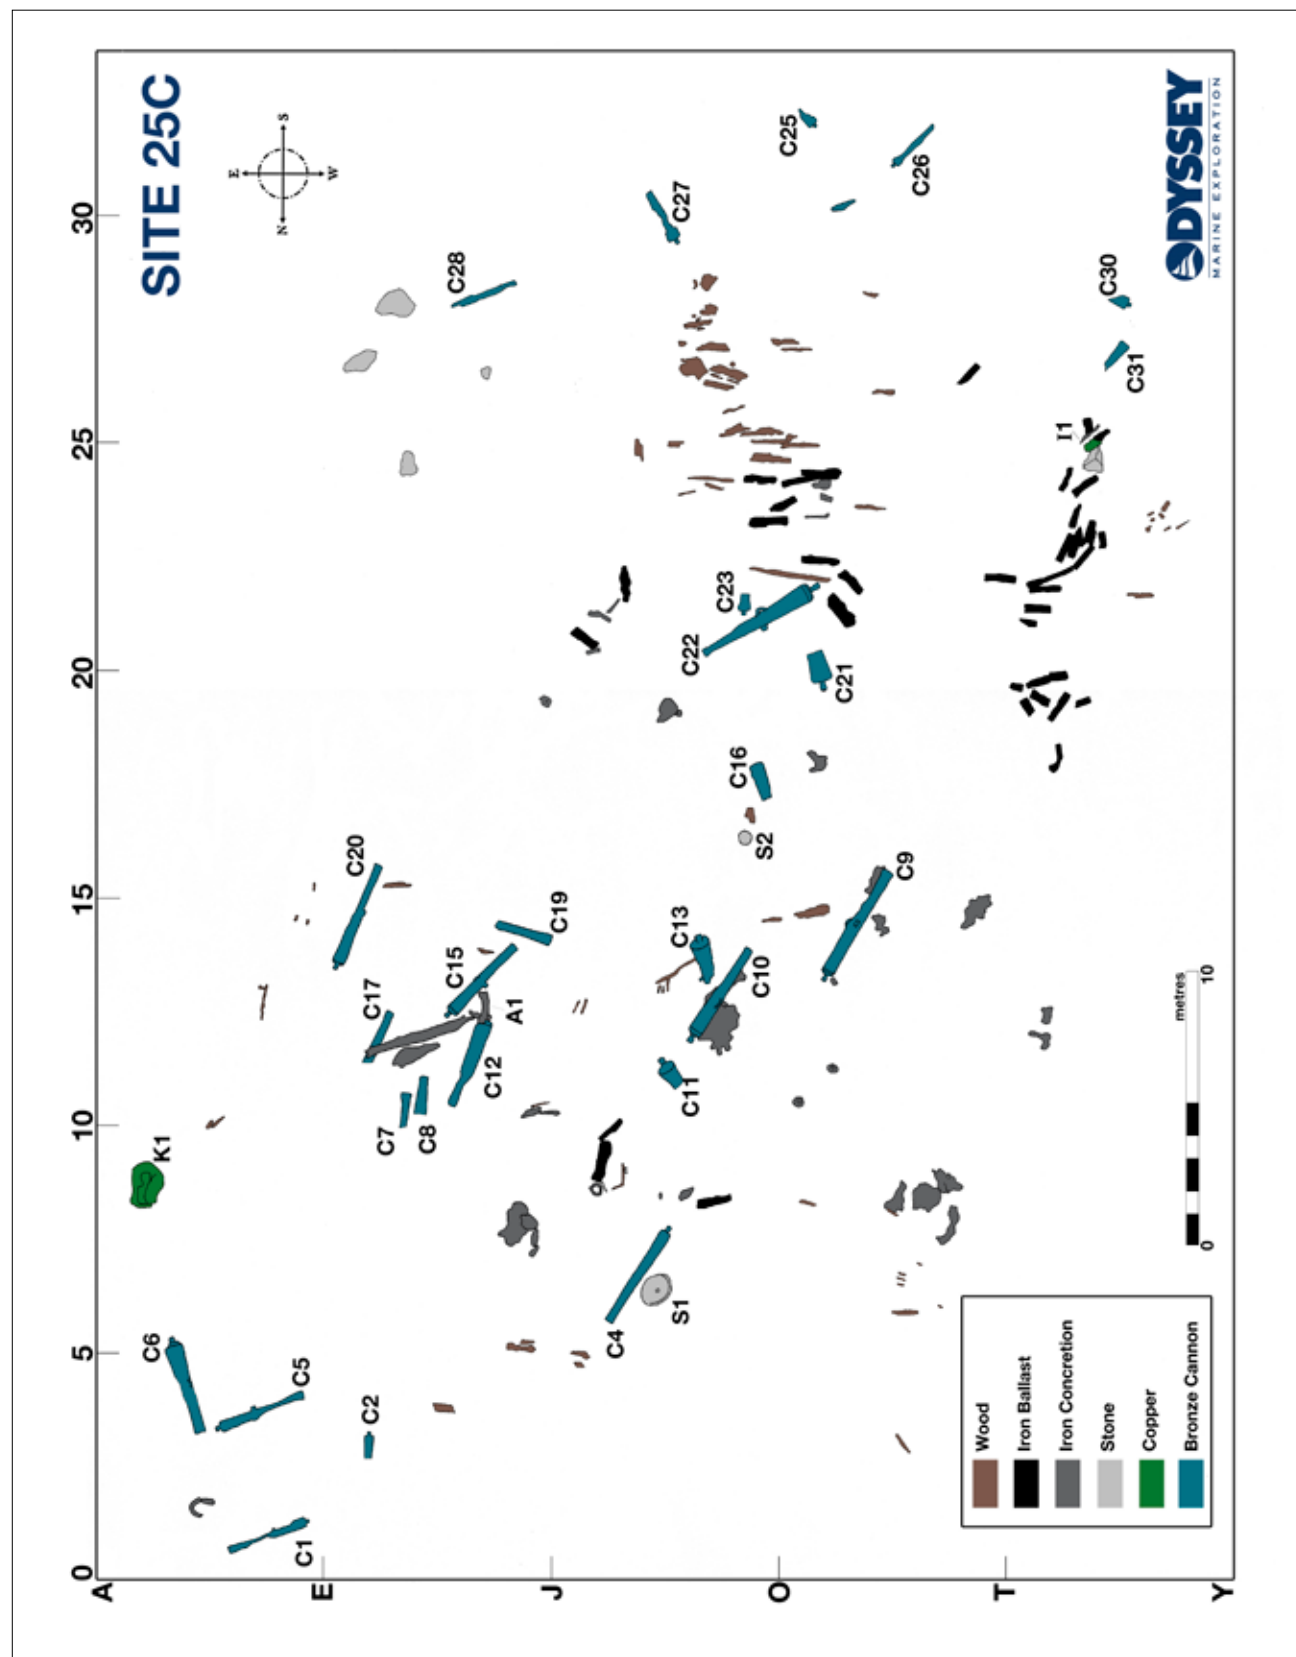 0 5 10 15 20 25 30
A
SITE 25C
E
N S
W
C6
K1
C1
C5
E
C20
C2
C17
C7
C8
C15
C28
C12
A1
J
C19
C4
S1
C27
C11
C13
C22
C23
C16
C10
S2
O
C25
C21
C9
C26
T
I1
C30
C31
Wood
Iron Ballast
Iron Concretion
Stone
Copper
Bronze Cannon
metres
0 10
ODYSSEY
MARINE EXPLORATION
Y